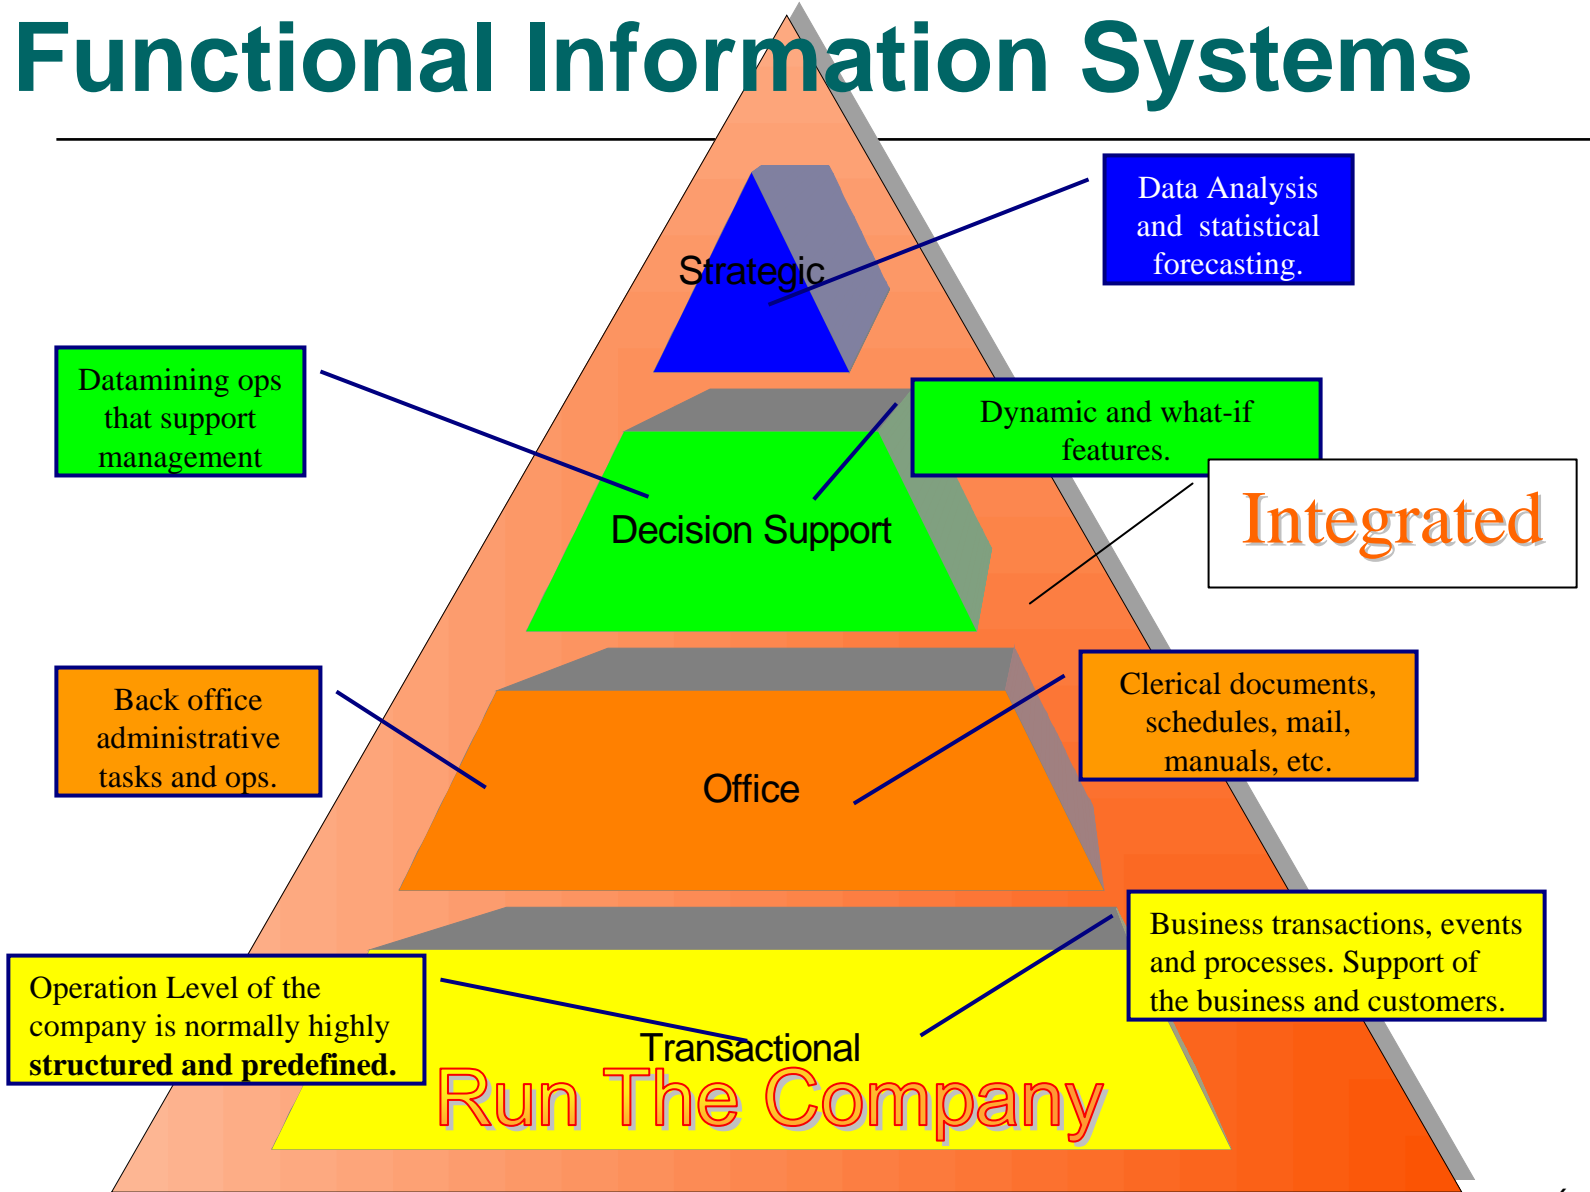 Functional Information Systems
Data Analysis
and statistical
forecasting.
Strategic
Datamining ops
that support
management
Dynamic and what-if
features.
Integrated
Decision Support
Back office
administrative
tasks and ops.
Clerical documents,
schedules, mail,
manuals, etc.
Office
Business transactions, events
and processes. Support of
the business and customers.
Operation Level of the
company is normally highly
structured and predefined.
Transactional
Run The Company